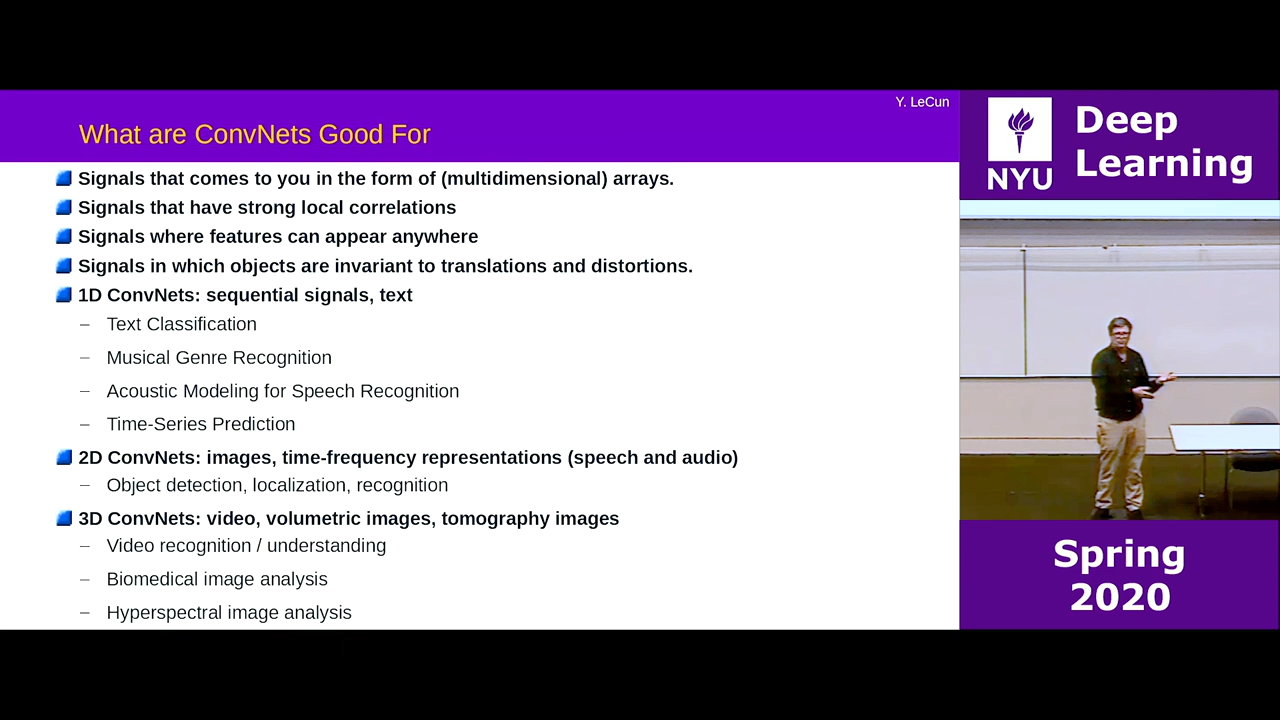 Y. LeCun
What are ConvNets Good For
Signals that comes to you in the form of (multidimensional) arrays.
Signals that have strong local correlations
Signals where features can appear anywhere
Signals in which objects are invariant to translations and distortions.
1D ConvNets: sequential signals, text
– Text Classification
– Musical Genre Recognition
– Acoustic Modeling for Speech Recognition
– Time-Series Prediction
2D ConvNets: images, time-frequency representations (speech and audio)
– Object detection, localization, recognition
3D ConvNets: video, volumetric images, tomography images
– Video recognition / understanding
– Biomedical image analysis
– Hyperspectral image analysis
NYU
Deep
Learning
Spring
2020